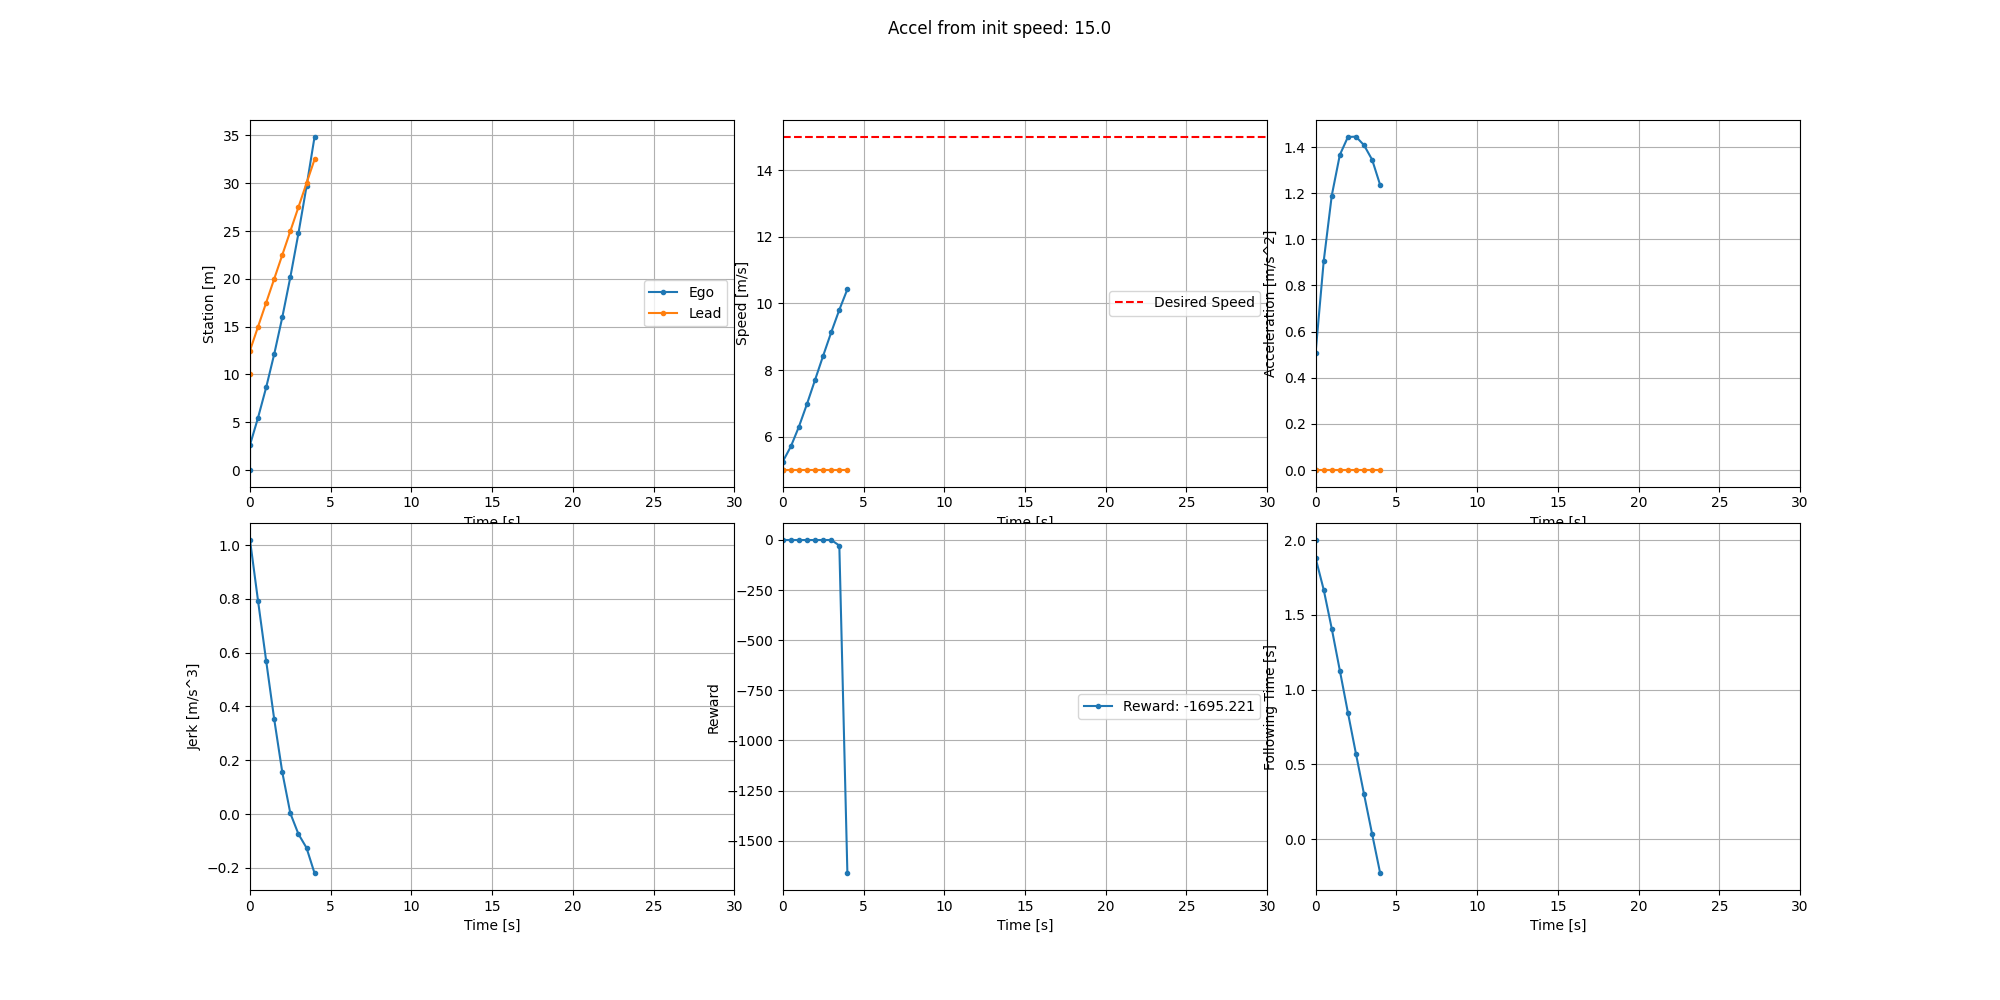 Accel from init speed: 15.0
35
30
25
20
15
10
5
0
Station [m]
Ego
Lead
0 5 10 15 20 25 30
Time [s]
14
12
10
8
6
Speed [m/s]
Desired Speed
0 5 10 15 20 25 30
Time [s]
1.4
1.2
1.0
0.8
0.6
0.4
0.2
0.0
Acceleration [m/s^2]
0 5 10 15 20 25 30
Time [s]
1.0
0.8
0.6
0.4
0.2
0.0
−0.2
Jerk [m/s^3]
0 5 10 15 20 25 30
Time [s]
0
−250
−500
−750
−1000
−1250
−1500
Reward
Reward: -1695.221
0 5 10 15 20 25 30
Time [s]
2.0
1.5
1.0
0.5
0.0
Following Time [s]
0 5 10 15 20 25 30
Time [s]